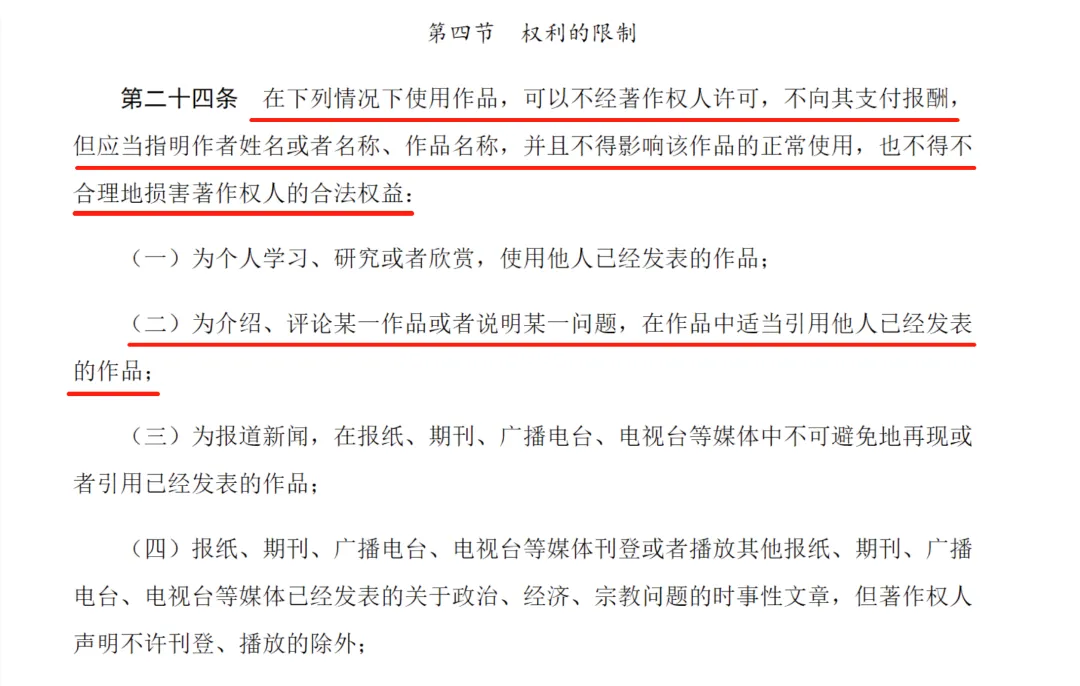 第四节 权利的限制
第二十四条 在下列情况下使用作品，可以不经著作权人许可，不向其支付报酬，
但应当指明作者姓名或者名称、作品名称，并且不得影响该作品的正常使用，也不得不
合理地损害著作权人的合法权益：
（一）为个人学习、研究或者欣赏，使用他人已经发表的作品；
（二）为介绍、评论某一作品或者说明某一问题，在作品中适当引用他人已经发表
的作品；
（三）为报道新闻，在报纸、期刊、广播电台、电视台等媒体中不可避免地再现或
者引用已经发表的作品；
（四）报纸、期刊、广播电台、电视台等媒体刊登或者播放其他报纸、期刊、广播
电台、电视台等媒体已经发表的关于政治、经济、宗教问题的时事性文章，但著作权人
声明不许刊登、播放的除外；